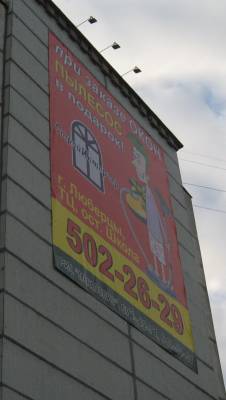 при заказе ОКОН
ПЫЛЕСОС
в подарок!
г. Люберцы,
ТЦ, ост. Школа
502-26-29